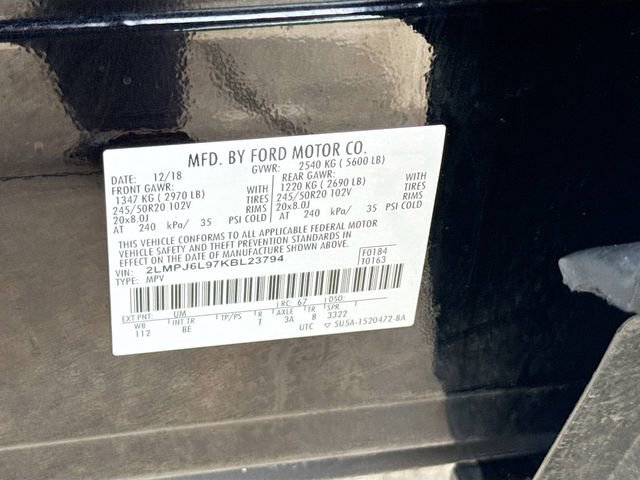 MFD. BY FORD MOTOR CO.
DATE: 12/18 GVWR: 2540 KG ( 5600 LB)
FRONT GAWR: REAR GAWR:
1347 KG ( 2970 LB) WITH 1220 KG ( 2690 LB) WITH
245/50R20 102V TIRES 245/50R20 102V TIRES
20x8.0J RIMS 20x8.0J RIMS
AT 240 kPa/ 35 PSI COLD AT 240 kPa/ 35 PSI COLD
THIS VEHICLE CONFORMS TO ALL APPLICABLE FEDERAL MOTOR
VEHICLE SAFETY AND THEFT PREVENTION STANDARDS IN
EFFECT ON THE DATE OF MANUFACTURE SHOWN ABOVE.
VIN: 2LMPJ6L97KBL23794 F0184
TYPE: MPV T0163
EXT PNT: UM RC: 67 DSO:
WB INT TR TP/PS R AXLE TR SPR
112 BE T 3A 8 3322
UTC ▽ 5U5A-1520472-BA